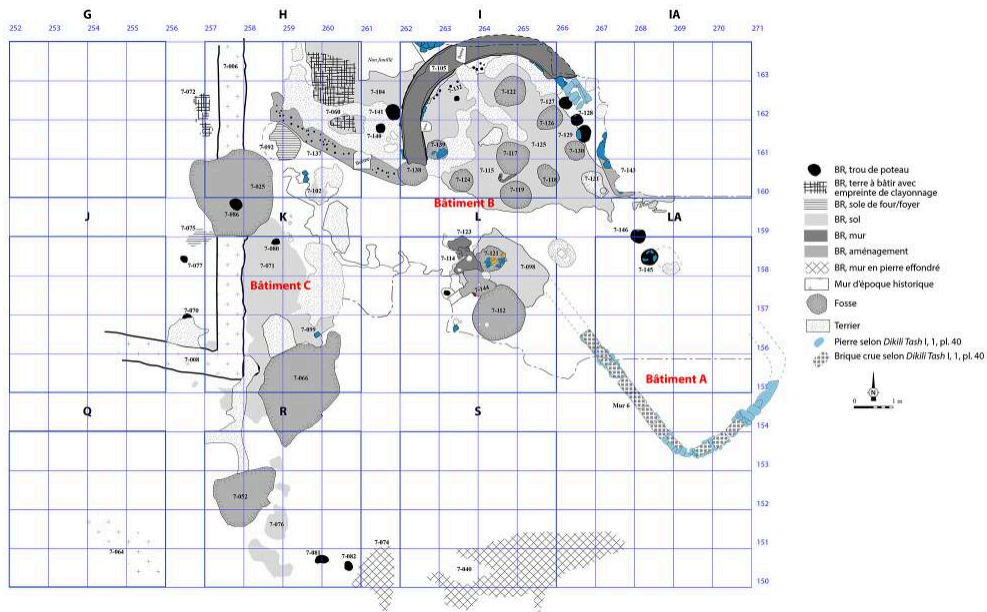 G H I IA
252 253 254 255 256 257 258 259 260 261 262 263 264 265 266 267 268 269 270 271
7-006
Non fouillé
7-105
163
7-072
7-104
7-132
7-122
7-127
7-060
7-141
7-128
162
7-140
7-126
7-129
7-092
7-137
7-139
7-125
7-130
7-117
161
Berme
7-025
7-138
7-115
7-143
7-102
7-124
7-118
7-131
7-119
160
Bâtiment B
7-086
J K L LA
7-075
7-123
7-146
159
7-080
7-114
7-121
7-077
7-071
7-098
7-145
158
Bâtiment C
7-144
7-070
7-112
157
7-099
7-008
156
7-066
Bâtiment A
155
Mur 6
Q R S
154
153
7-052
152
7-076
7-074
151
7-064
7-081
7-082
7-040
150
BR, trou de poteau
BR, terre à bâtir avec
empreinte de clayonnage
BR, sole de four/foyer
BR, sol
BR, mur
BR, aménagement
BR, mur en pierre effondré
Mur d'époque historique
Fosse
Terrier
Pierre selon Dikili Tash I, 1, pl. 40
Brique crue selon Dikili Tash I, 1, pl. 40
N
0 1 m